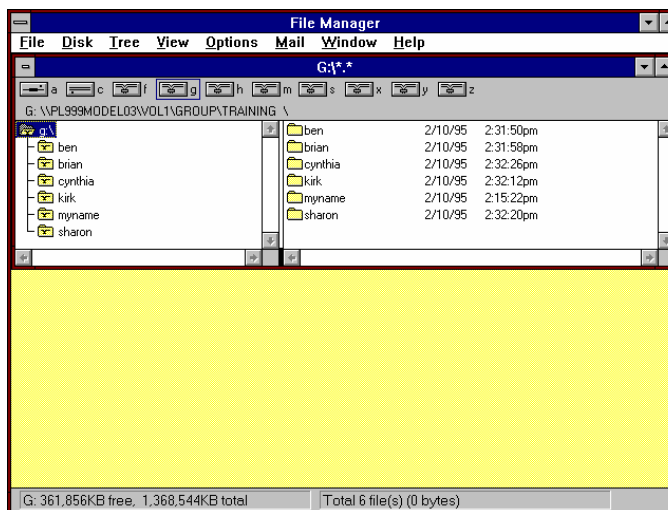 File Manager
File Disk Tree View Options Mail Window Help
G:\*.*
a c f g h m s x y z
G: \\PL999MODEL03\VOL1\GROUP\TRAINING \
g:\
ben
brian
cynthia
kirk
myname
sharon
ben 2/10/95 2:31:50pm
brian 2/10/95 2:31:58pm
cynthia 2/10/95 2:32:26pm
kirk 2/10/95 2:32:12pm
myname 2/10/95 2:15:22pm
sharon 2/10/95 2:32:20pm
G: 361,856KB free, 1,368,544KB total
Total 6 file(s) (0 bytes)